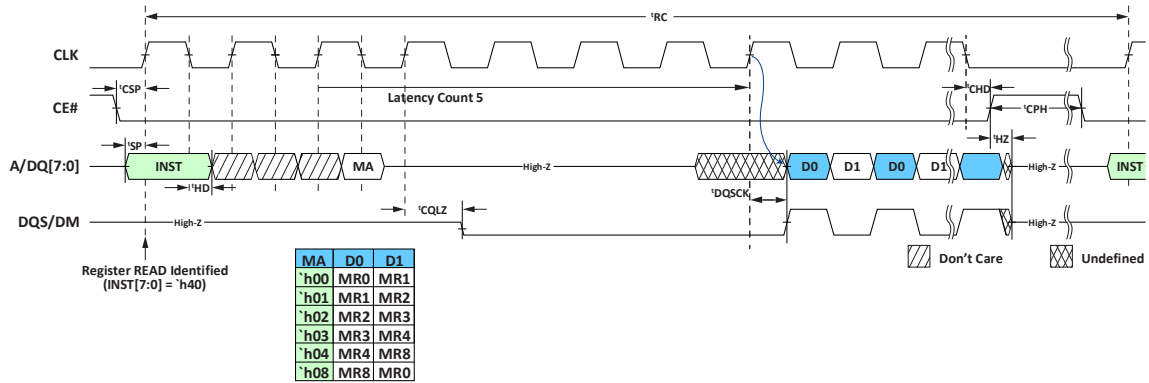 tRC
CLK
tCSP
Latency Count 5
tCHD
CE#
tCPH
tSP
tHZ
A/DQ[7:0]
INST
MA
High-Z
D0
D1
D0
D1
High-Z
INST
tHD
tDQSCK
tCQLZ
DQS/DM
High-Z
High-Z
Don't Care
Undefined
Register READ Identified
(INST[7:0] = `h40)
MA D0 D1
`h00 MR0 MR1
`h01 MR1 MR2
`h02 MR2 MR3
`h03 MR3 MR4
`h04 MR4 MR8
`h08 MR8 MR0